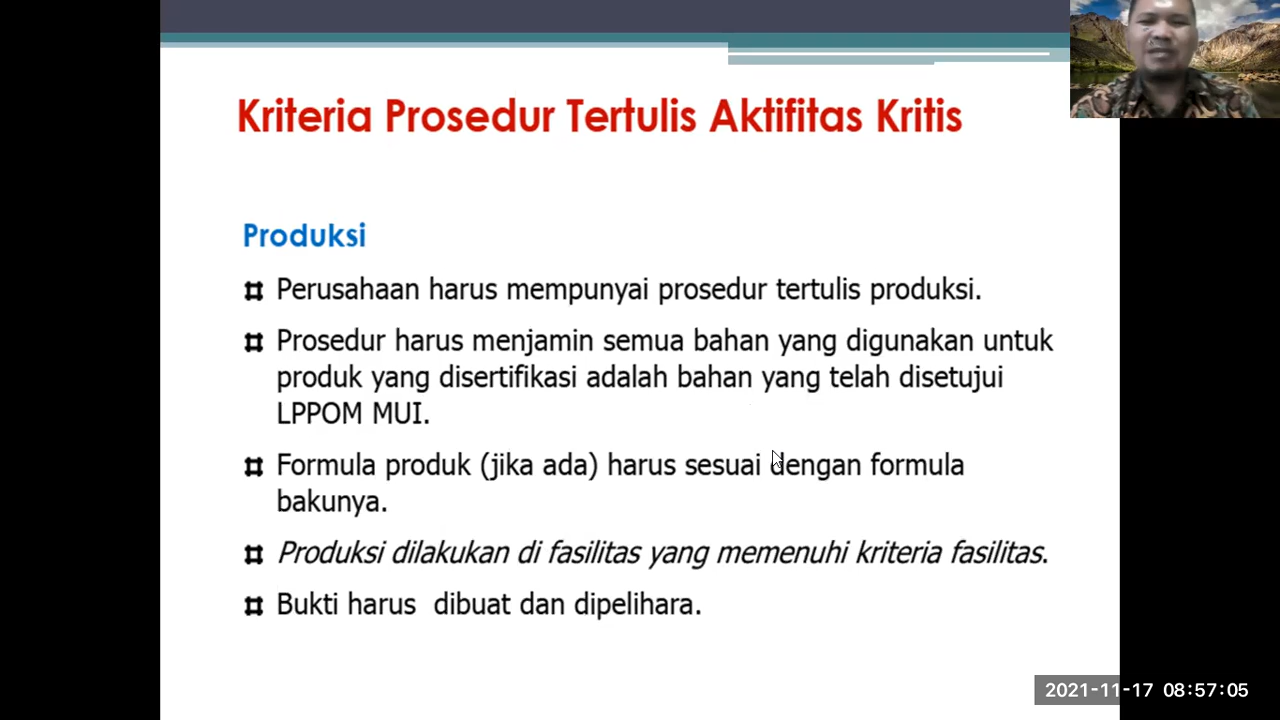 Kriteria Prosedur Tertulis Aktifitas Kritis
Produksi
Perusahaan harus mempunyai prosedur tertulis produksi.
Prosedur harus menjamin semua bahan yang digunakan untuk
produk yang disertifikasi adalah bahan yang telah disetujui
LPPOM MUI.
Formula produk (jika ada) harus sesuai dengan formula
bakunya.
Produksi dilakukan di fasilitas yang memenuhi kriteria fasilitas.
Bukti harus dibuat dan dipelihara.
2021-11-17 08:57:05